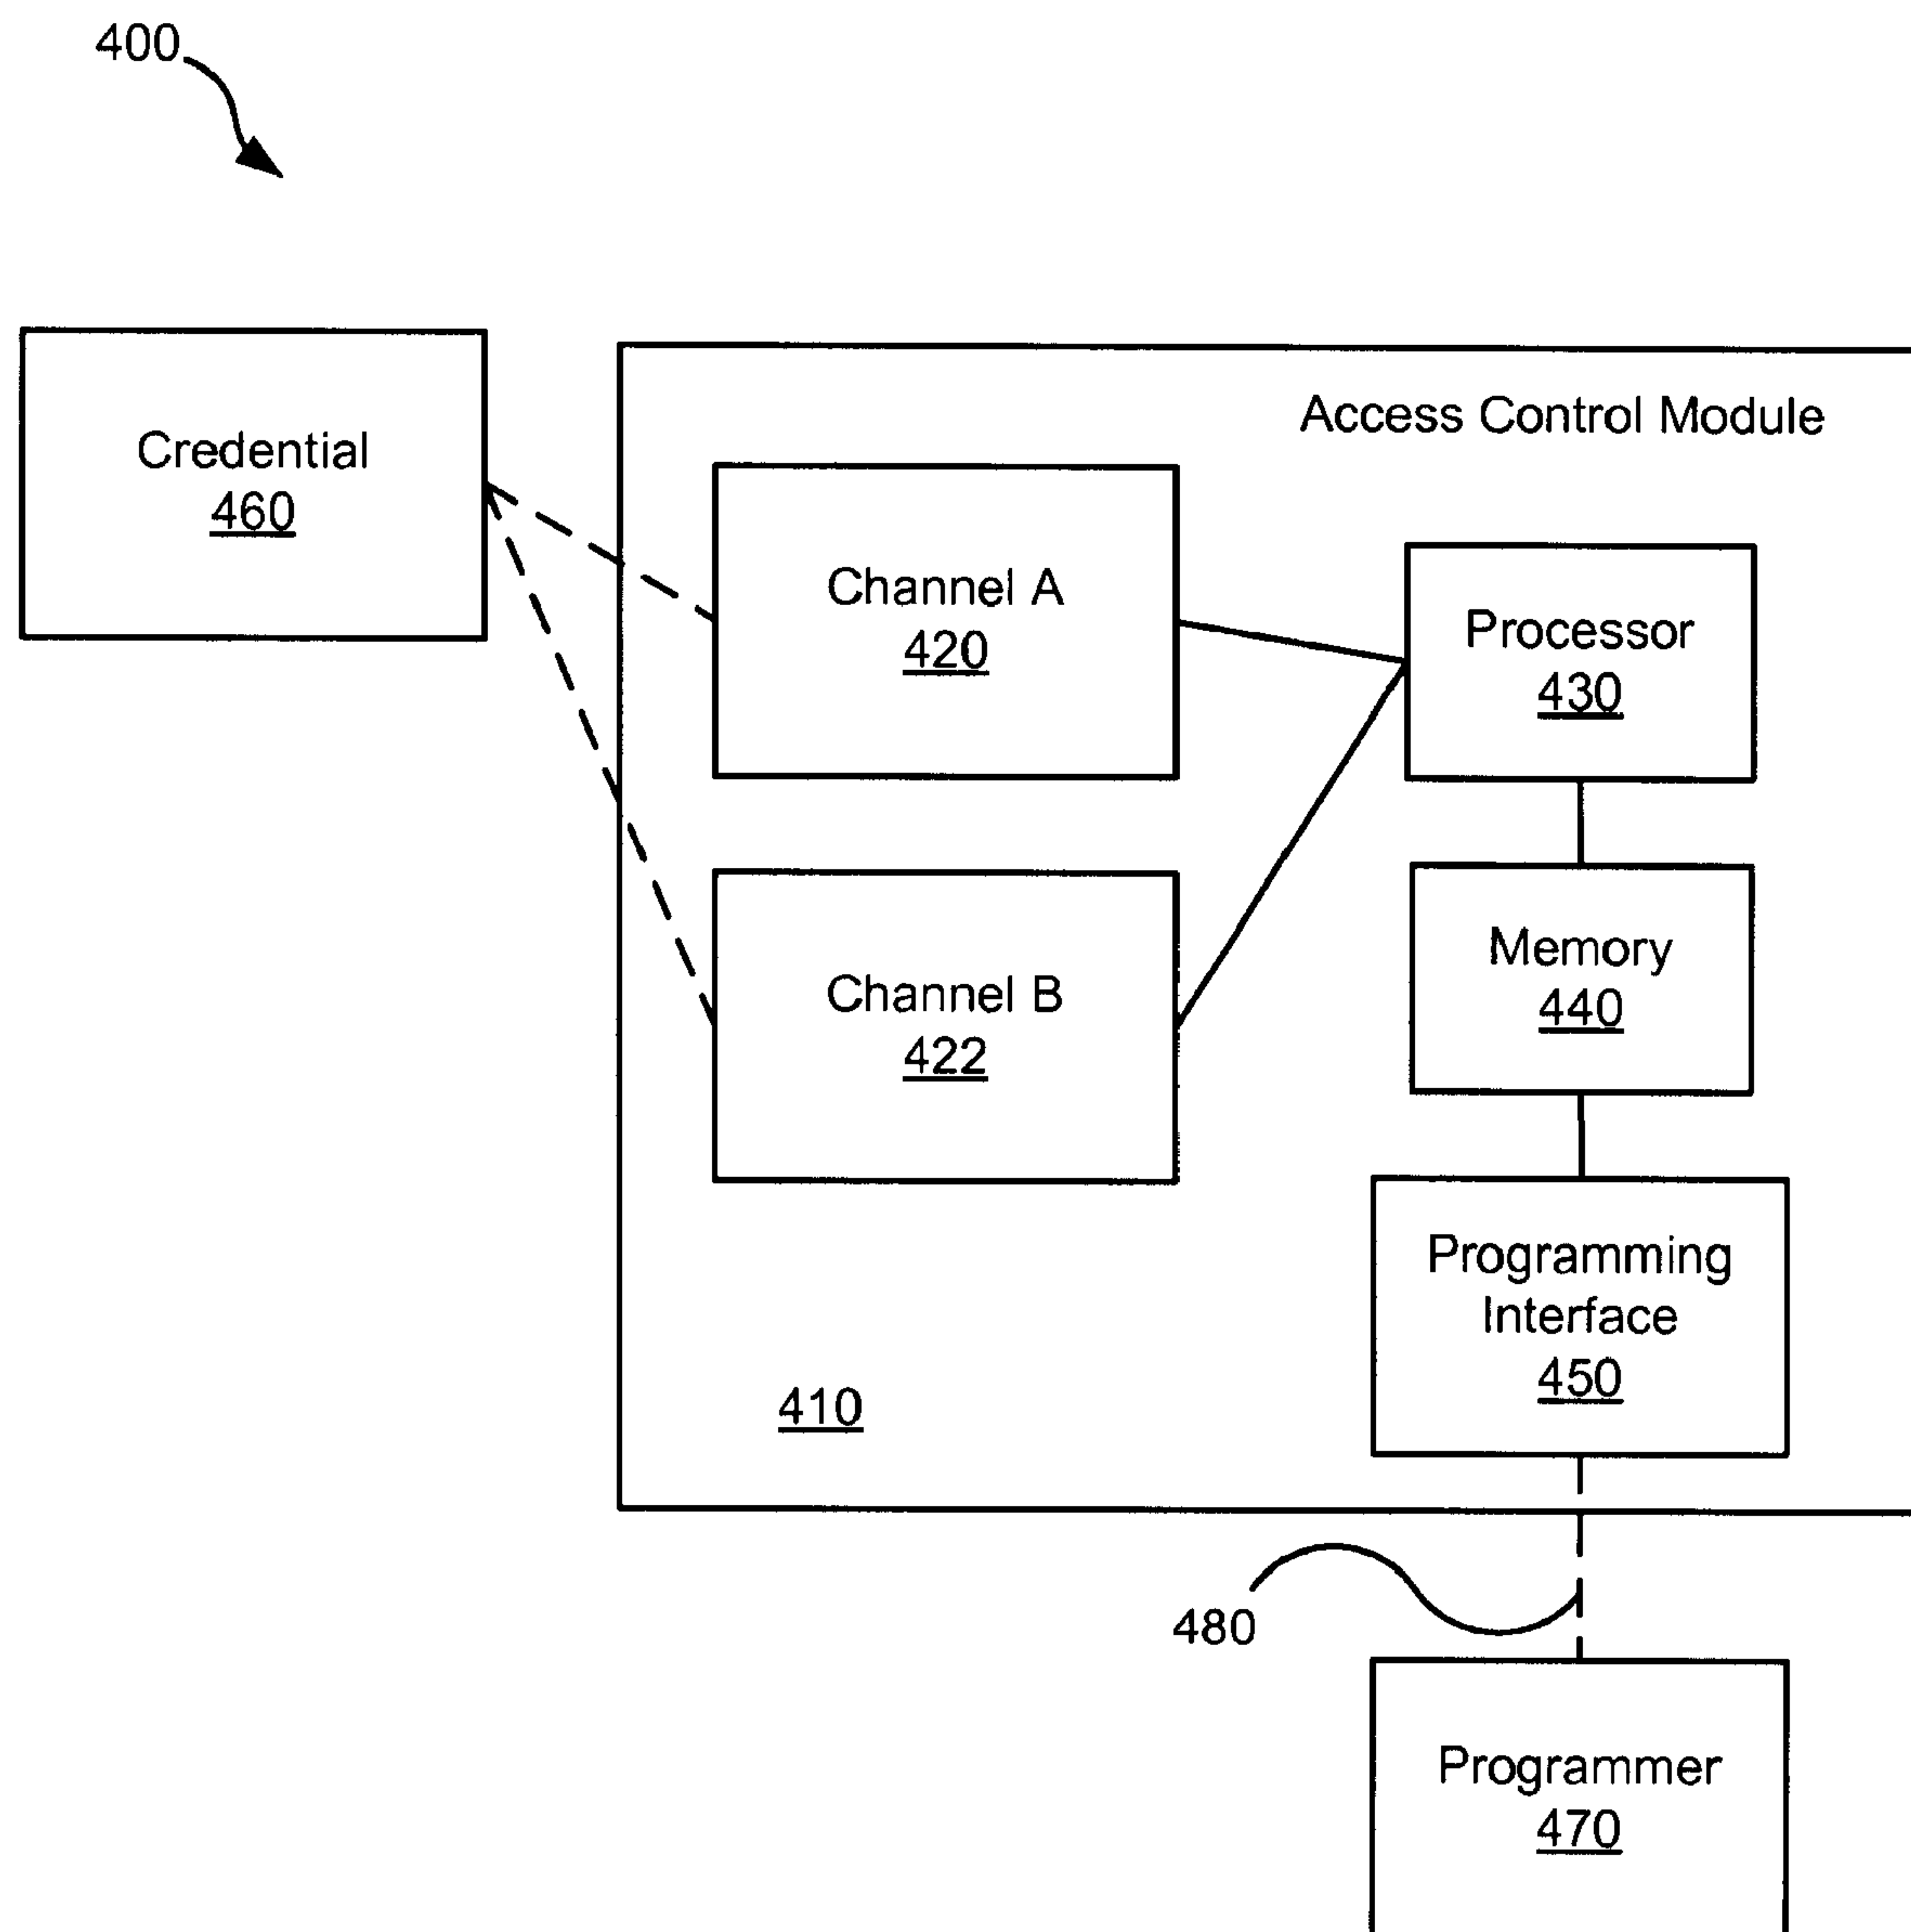 400
Access Control Module
Credential
460
Channel A
420
Processor
430
Memory
440
Channel B
422
Programming
Interface
450
410
480
Programmer
470